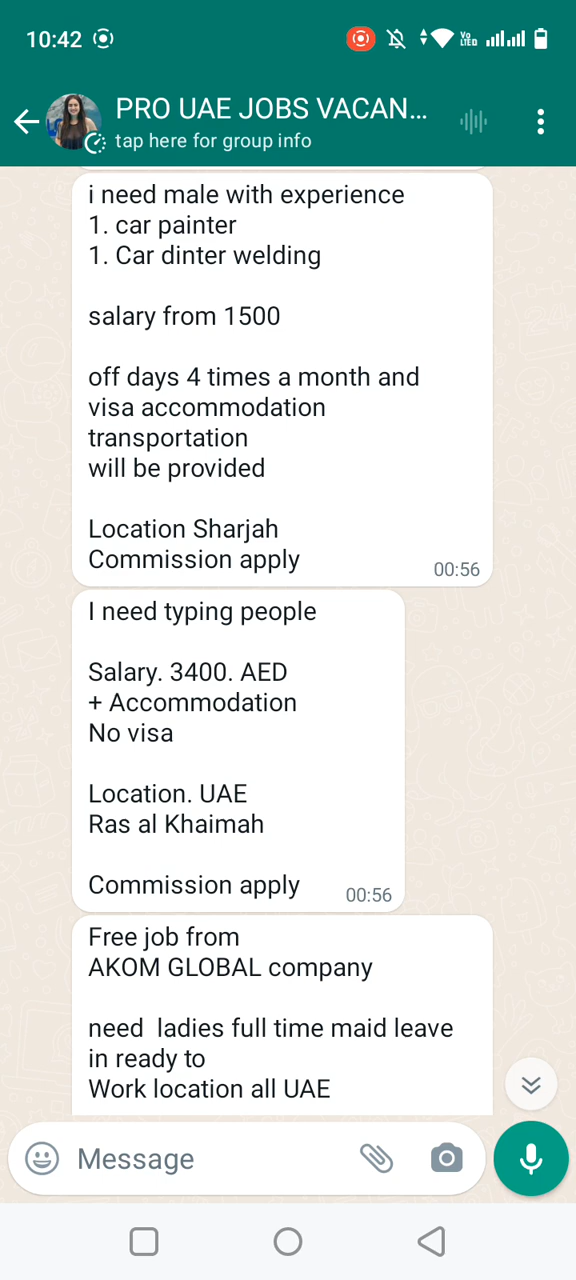 10:42
Vo
LTED
PRO UAE JOBS VACAN...
tap here for group info
i need male with experience
1. car painter
1. Car dinter welding
salary from 1500
off days 4 times a month and
visa accommodation
transportation
will be provided
Location Sharjah
Commission apply
00:56
I need typing people
Salary. 3400. AED
+ Accommodation
No visa
Location. UAE
Ras al Khaimah
Commission apply
00:56
Free job from
AKOM GLOBAL company
need  ladies full time maid leave
in ready to
Work location all UAE
Message